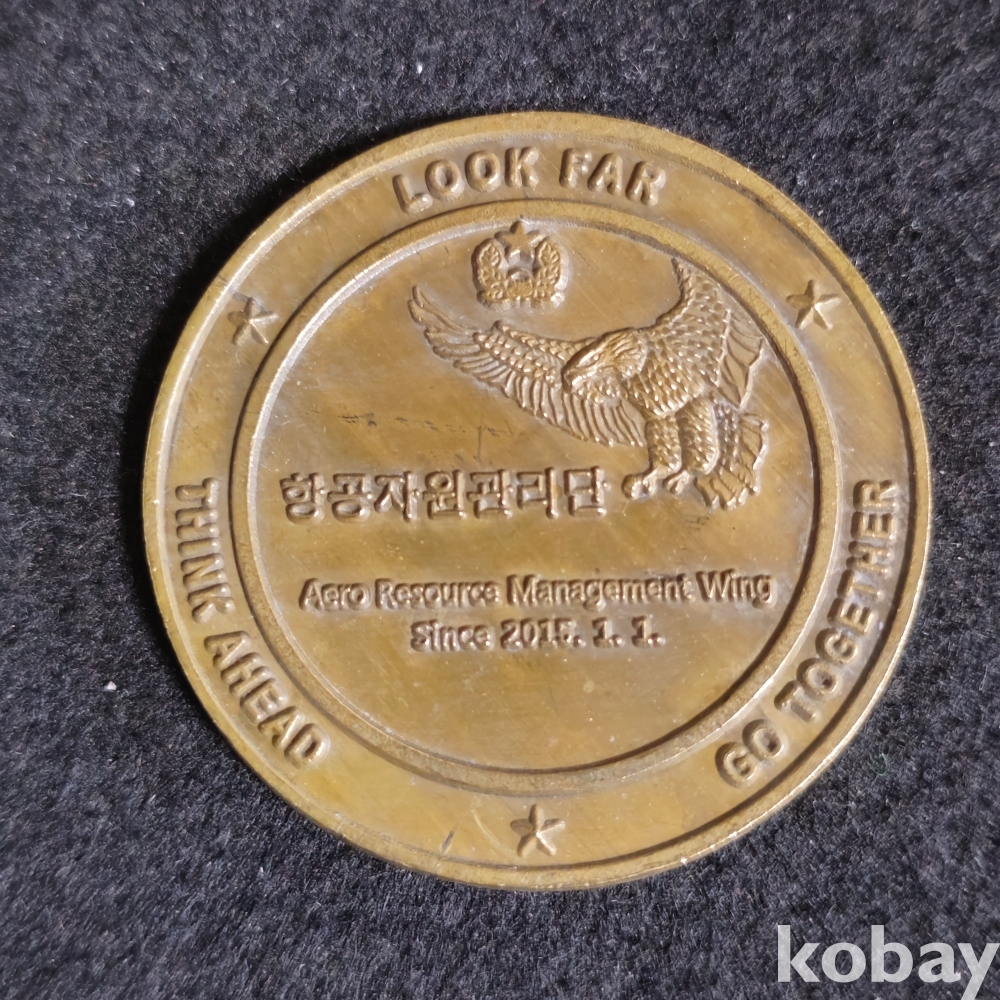 LOOK FAR
THINK AHEAD
GO TOGETHER
항공자원관리단
Aero Resource Management Wing
Since 2015. 1. 1.
kobay